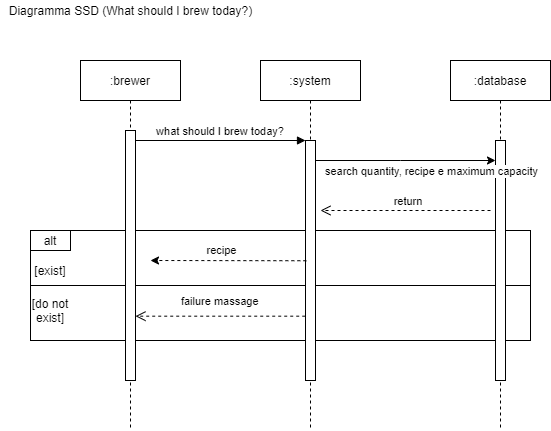 Diagramma SSD (What should I brew today?)
:brewer
:system
:database
what should I brew today?
search quantity, recipe e maximum capacity
return
alt
recipe
[exist]
[do not
exist]
failure massage